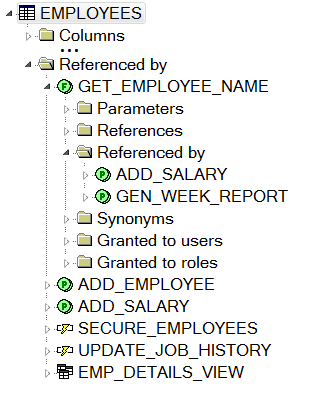 EMPLOYEES
Columns
...
Referenced by
F GET_EMPLOYEE_NAME
Parameters
References
Referenced by
P ADD_SALARY
P GEN_WEEK_REPORT
Synonyms
Granted to users
Granted to roles
P ADD_EMPLOYEE
P ADD_SALARY
SECURE_EMPLOYEES
UPDATE_JOB_HISTORY
EMP_DETAILS_VIEW